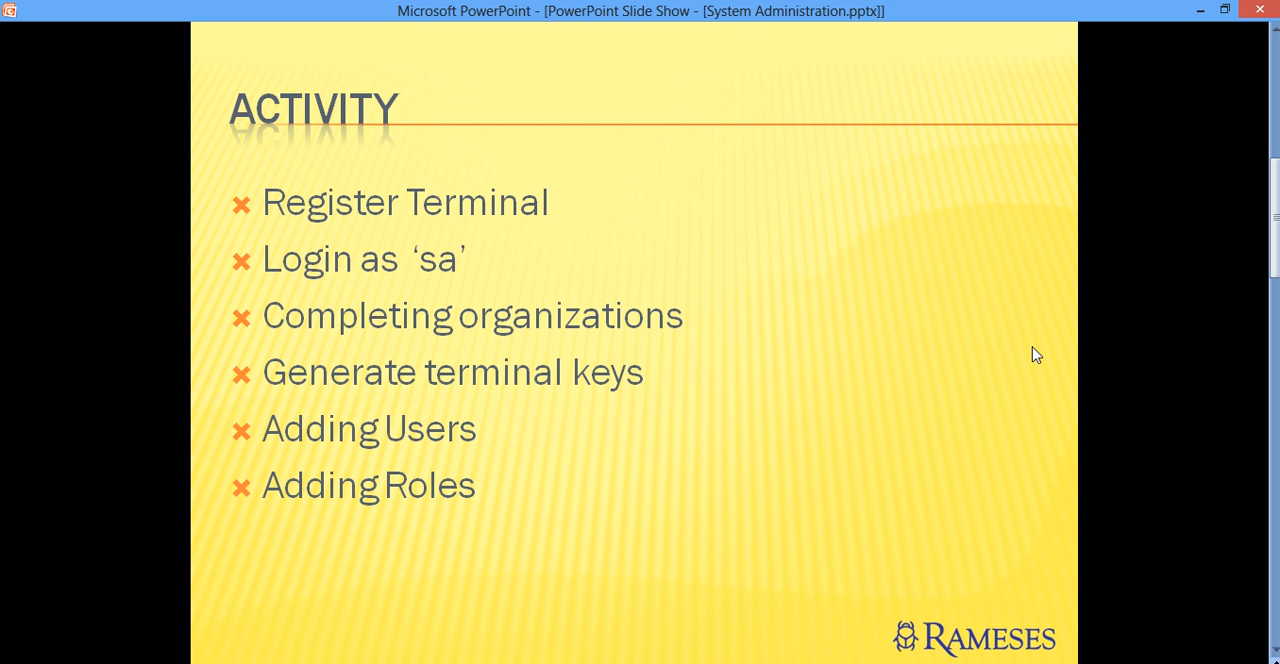 Microsoft PowerPoint - [PowerPoint Slide Show - [System Administration.pptx]]
ACTIVITY
Register Terminal
Login as ‘sa’
Completing organizations
Generate terminal keys
Adding Users
Adding Roles
RAMESES